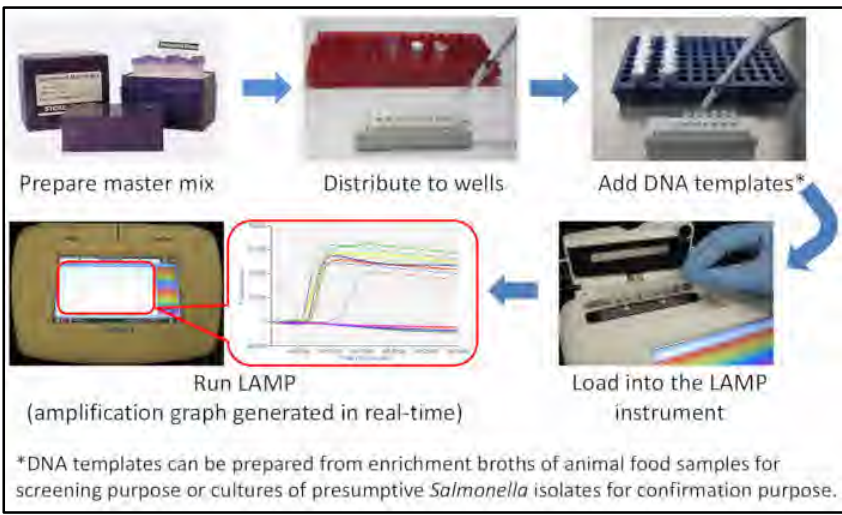 Prepare master mix
Distribute to wells
Add DNA templates*
Run LAMP
(amplification graph generated in real-time)
Load into the LAMP
instrument
*DNA templates can be prepared from enrichment broths of animal food samples for
screening purpose or cultures of presumptive Salmonella isolates for confirmation purpose.